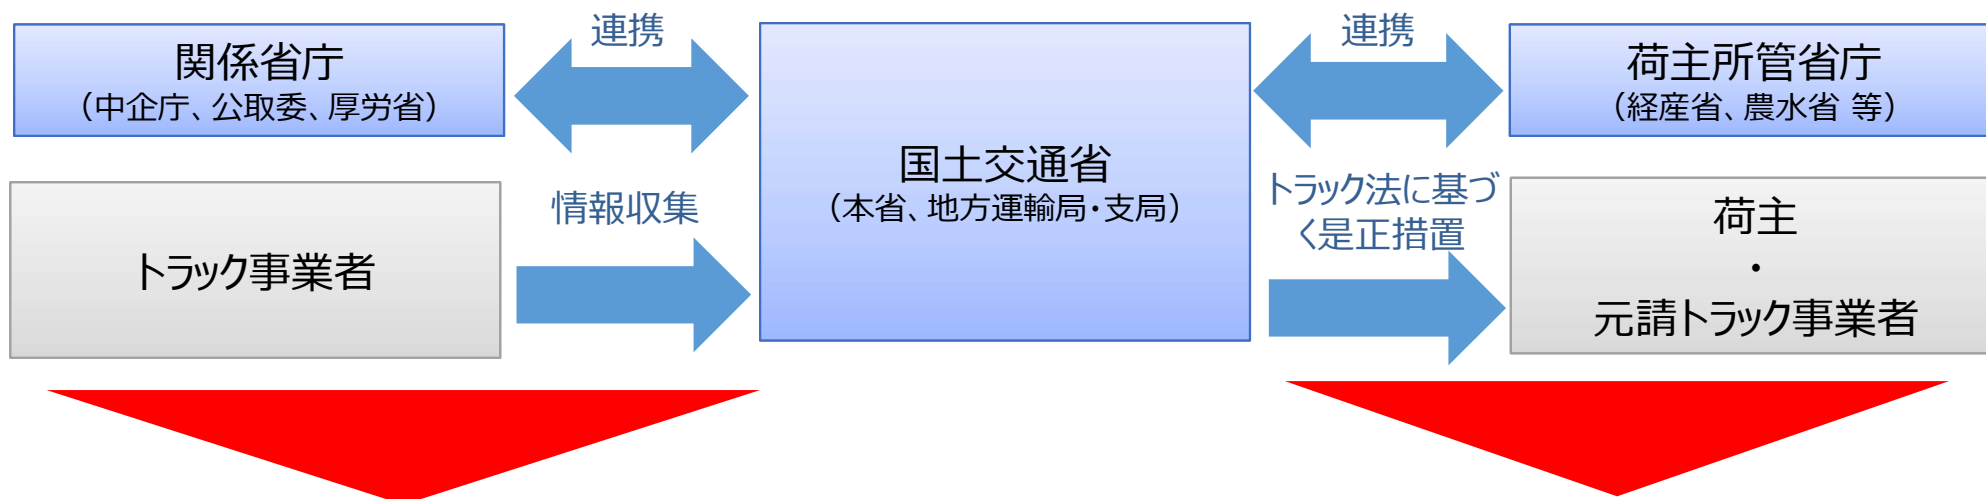 関係省庁
（中企庁、公取委、厚労省）
連携
国土交通省
（本省、地方運輸局・支局）
連携
荷主所管省庁
（経産省、農水省 等）
トラック事業者
情報収集
トラック法に基づ
く是正措置
荷主
・
元請トラック事業者